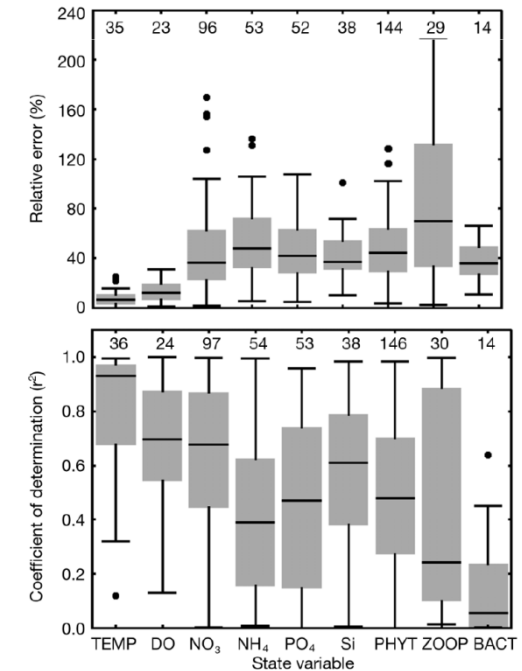 240
35 23 96 53 52 38 144 29 14
200
160
120
80
40
0
Relative error (%)
36 24 97 54 53 38 146 30 14
1.0
0.8
0.6
0.4
0.2
0.0
Coefficient of determination (r²)
TEMP DO NO₃ NH₄ PO₄ Si PHYT ZOOP BACT
State variable